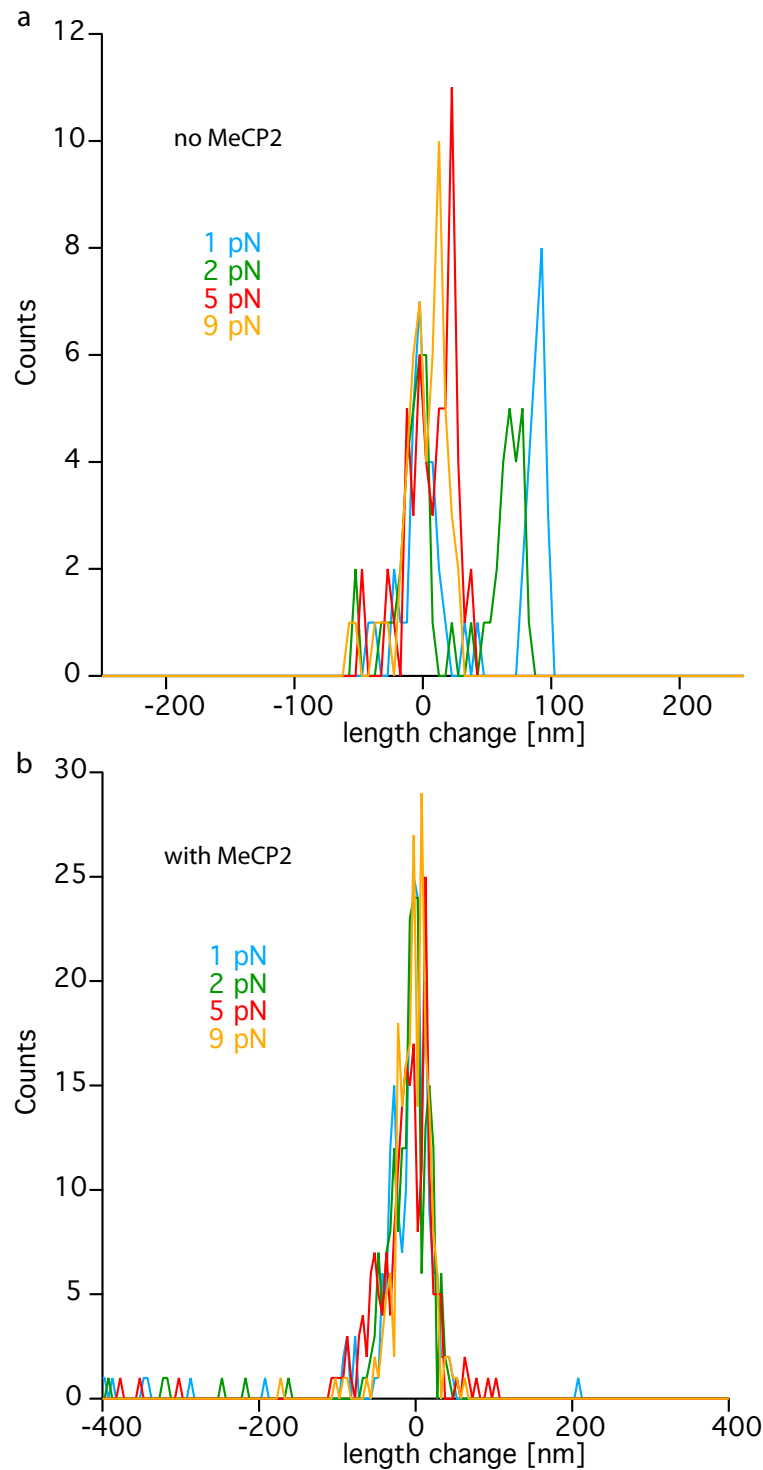 a
12
10
8
6
4
2
0
Counts
no MeCP2
1 pN
2 pN
5 pN
9 pN
-200 -100 0 100 200
length change [nm]
b
30
25
20
15
10
5
0
Counts
with MeCP2
1 pN
2 pN
5 pN
9 pN
-400 -200 0 200 400
length change [nm]